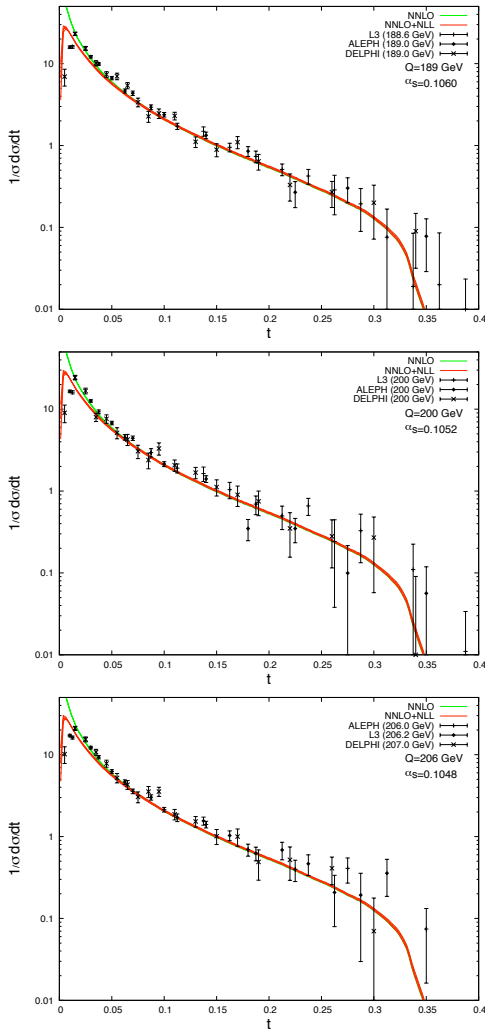 NNLO
NNLO+NLL
L3 (188.6 GeV)
ALEPH (189.0 GeV)
DELPHI (189.0 GeV)
Q=189 GeV
αs=0.1060
1/σ dσ/dt
10
1
0.1
0.01
0 0.05 0.1 0.15 0.2 0.25 0.3 0.35 0.4
t
NNLO
NNLO+NLL
L3 (200 GeV)
ALEPH (200 GeV)
DELPHI (200 GeV)
Q=200 GeV
αs=0.1052
1/σ dσ/dt
10
1
0.1
0.01
0 0.05 0.1 0.15 0.2 0.25 0.3 0.35 0.4
t
NNLO
NNLO+NLL
ALEPH (206.0 GeV)
L3 (206.2 GeV)
DELPHI (207.0 GeV)
Q=206 GeV
αs=0.1048
1/σ dσ/dt
10
1
0.1
0.01
0 0.05 0.1 0.15 0.2 0.25 0.3 0.35 0.4
t